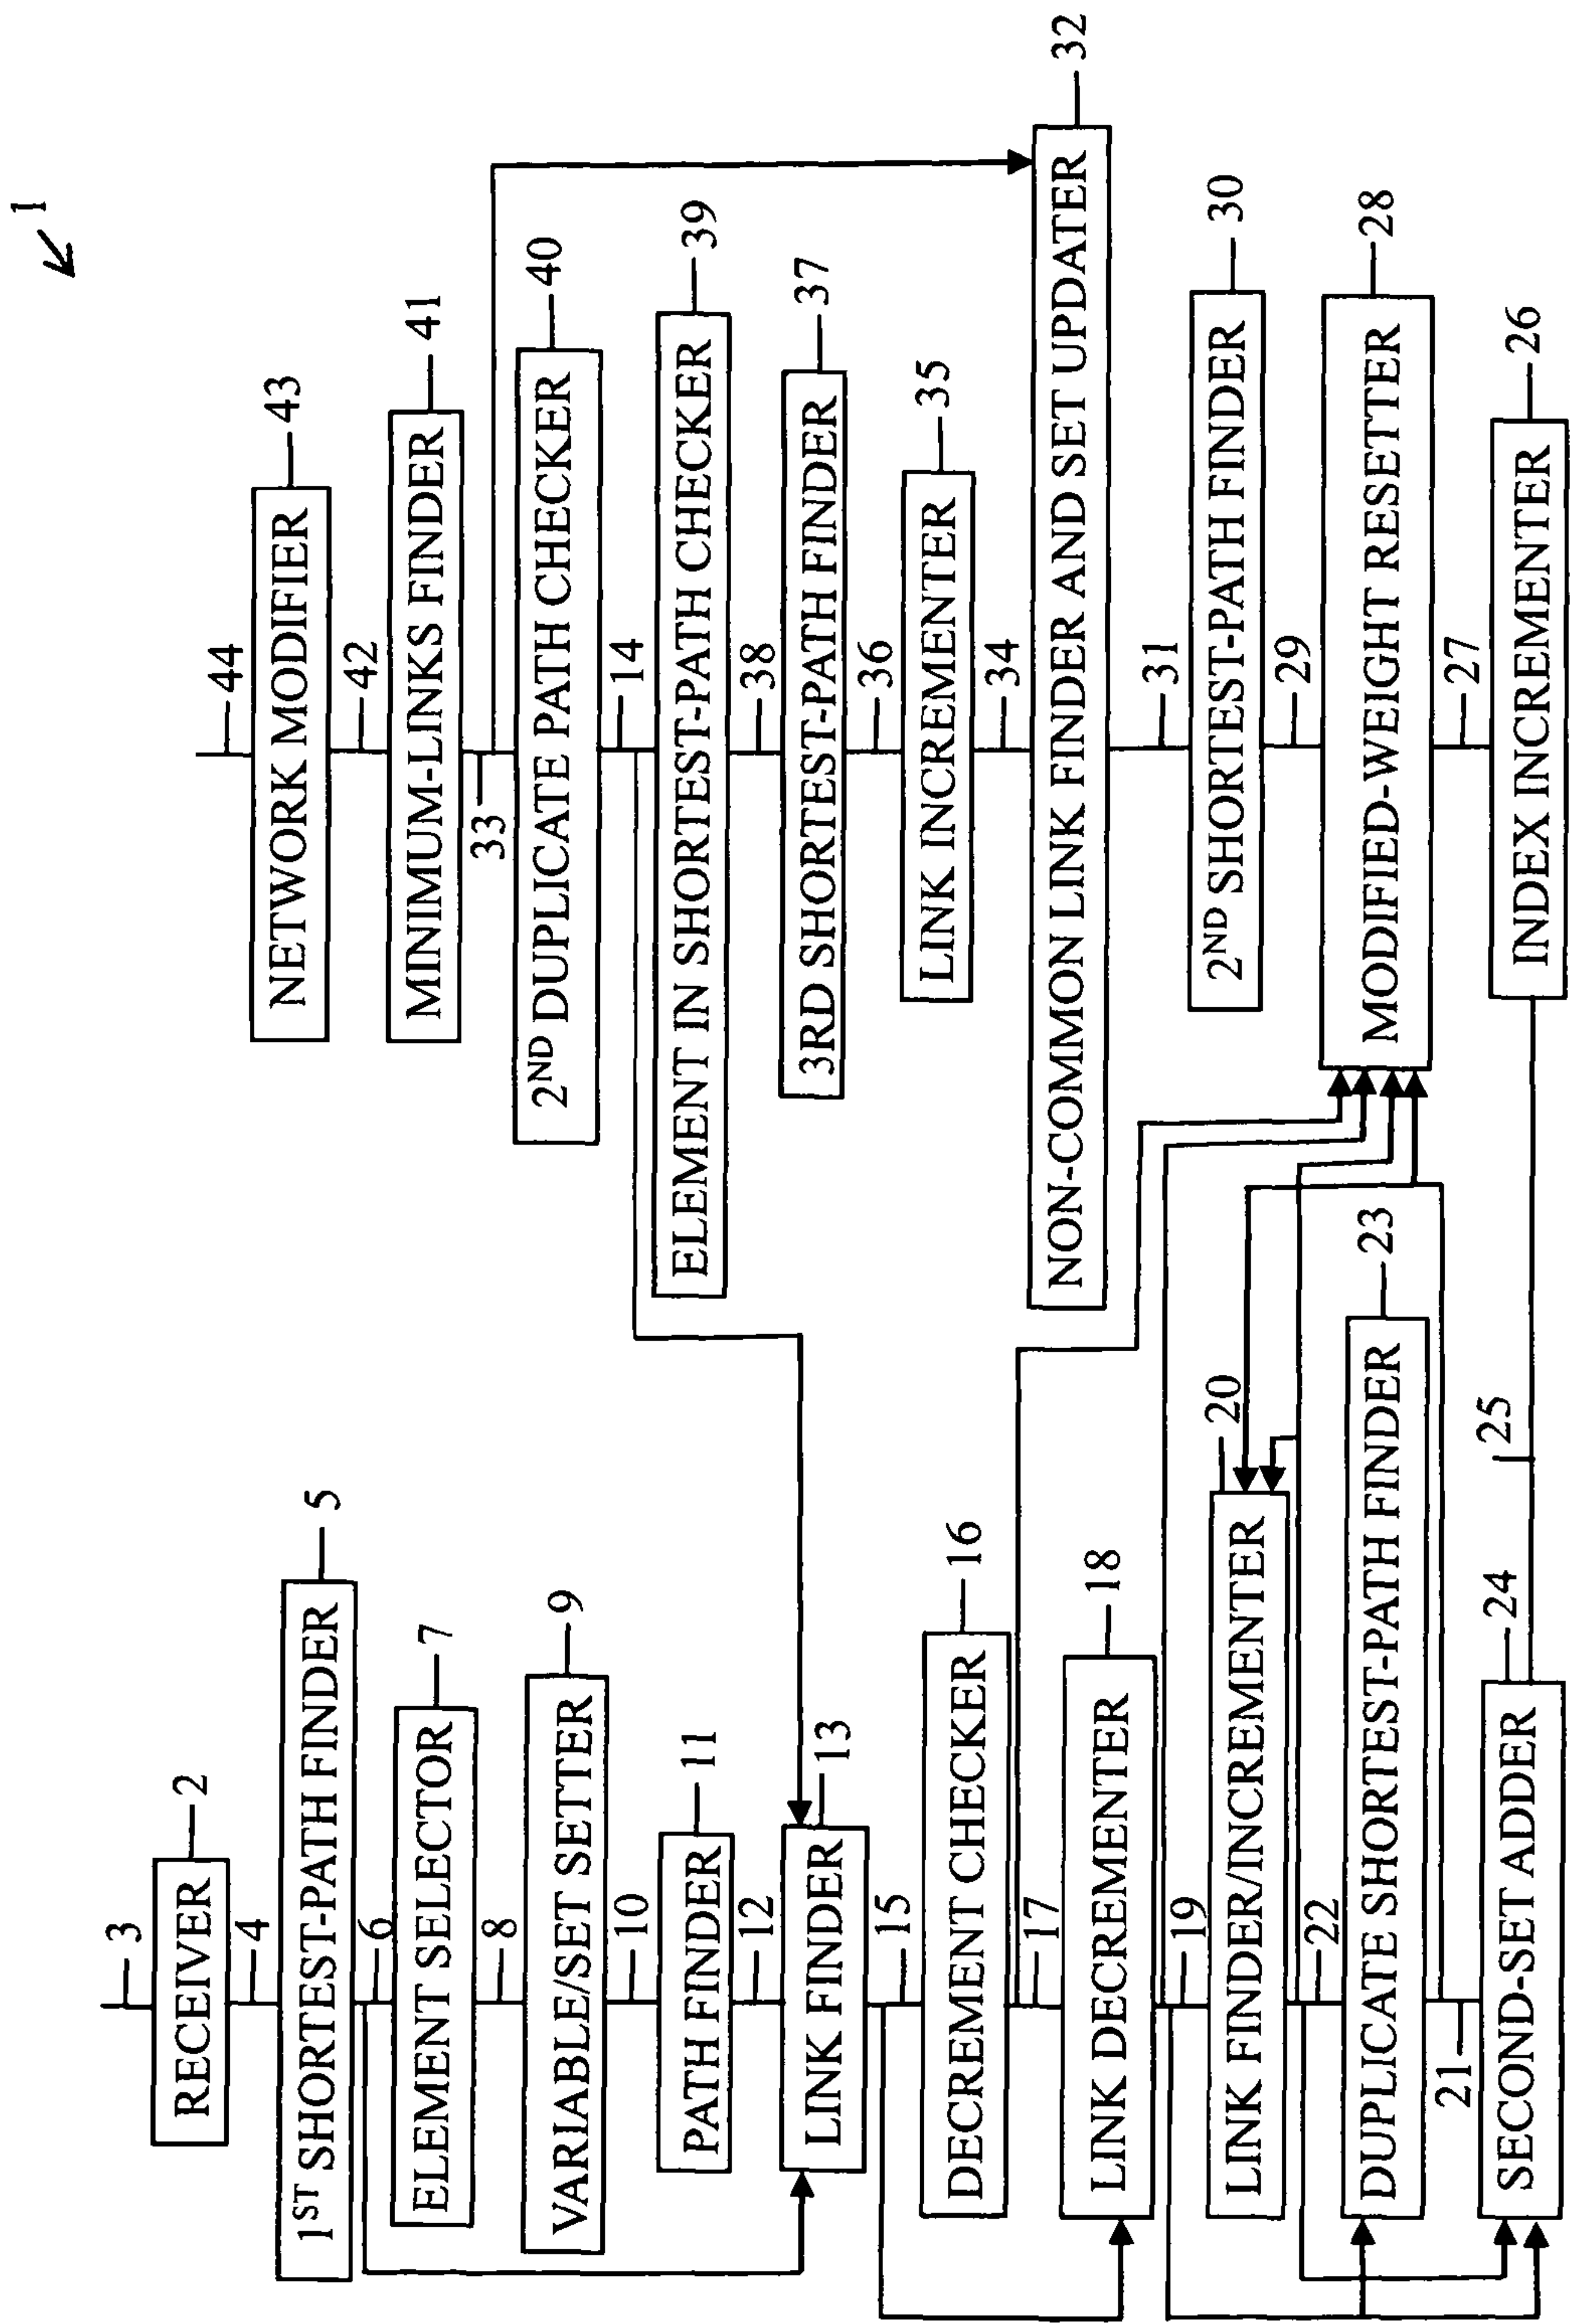 1
3
RECEIVER
2
4
1ST SHORTEST-PATH FINDER
5
6
ELEMENT SELECTOR
7
8
VARIABLE/SET SETTER
9
10
PATH FINDER
11
12
LINK FINDER
13
15
DECREMENT CHECKER
16
17
LINK DECREMENTER
18
19
LINK FINDER/INCREMENTER
20
22
DUPLICATE SHORTEST-PATH FINDER
23
21
SECOND-SET ADDER
24
25
44
NETWORK MODIFIER
43
42
MINIMUM-LINKS FINDER
41
33
2ND DUPLICATE PATH CHECKER
40
14
ELEMENT IN SHORTEST-PATH CHECKER
39
38
3RD SHORTEST-PATH FINDER
37
36
LINK INCREMENTER
35
34
NON-COMMON LINK FINDER AND SET UPDATER
32
31
2ND SHORTEST-PATH FINDER
30
29
MODIFIED-WEIGHT RESETTER
28
27
INDEX INCREMENTER
26